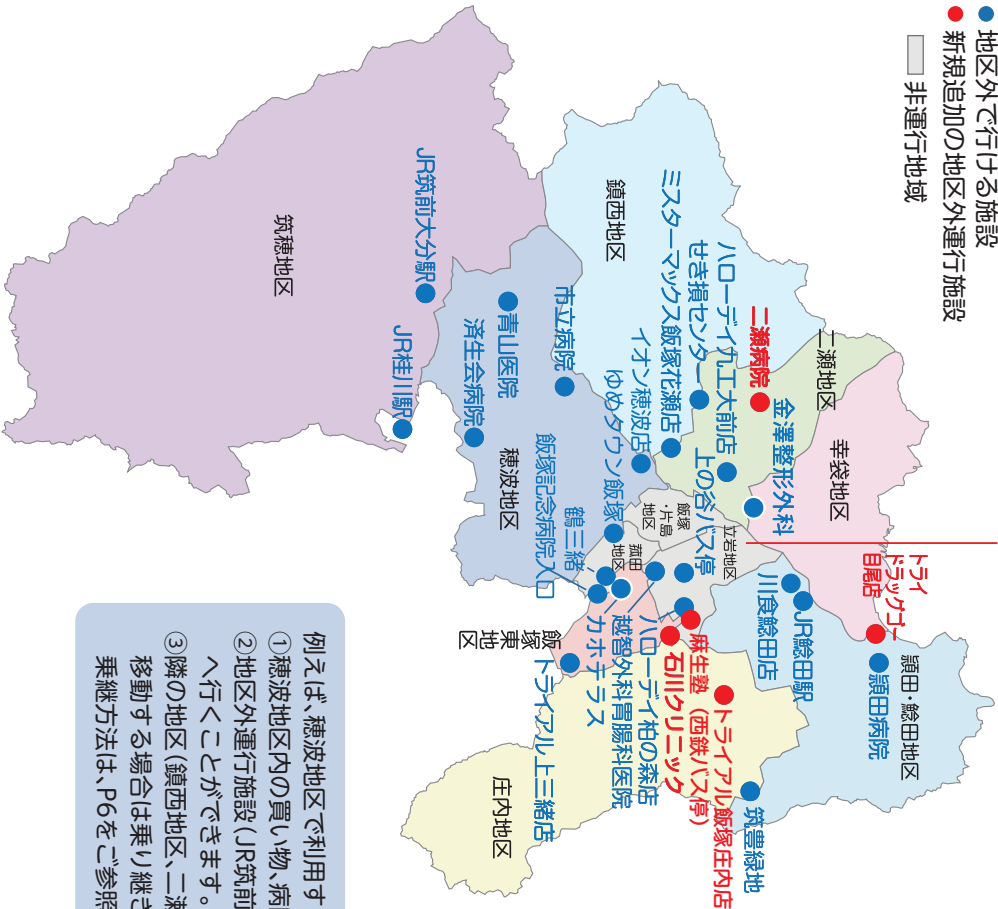 地区外で行ける施設
新規追加の地区外運行施設
非運行地域
幸袋地区
二瀬地区
金澤整形外科
二瀬病院
トライ
ドラッグゴー
目尾店
頴田・鯰田地区
頴田病院
JR鯰田駅
川食鯰田店
筑豊緑地
トライアル飯塚庄内店
立岩地区
上の谷バス停
ハローデイ九工大前店
せき損センター
ミスターマックス飯塚花瀬店
麻生塾（西鉄バス停）
石川クリニック
飯塚
・片島
地区
鎮西地区
イオン穂波店
ハローデイ柏の森店
菰田
地区
ゆめタウン飯塚
越智外科胃腸科医院
カホテラス
市立病院
鶴三緒
飯塚記念病院入口
トライアル上三緒店
庄内地区
青山医院
穂波地区
済生会病院
飯塚東地区
JR筑前大分駅
JR桂川駅
筑穂地区
例えば、穂波地区で利用す
①穂波地区内の買い物、病
②地区外運行施設（JR筑前
へ行くことができます。
③隣の地区（鎮西地区、二瀬
移動する場合は乗り継き
乗継方法は、P6をご参照